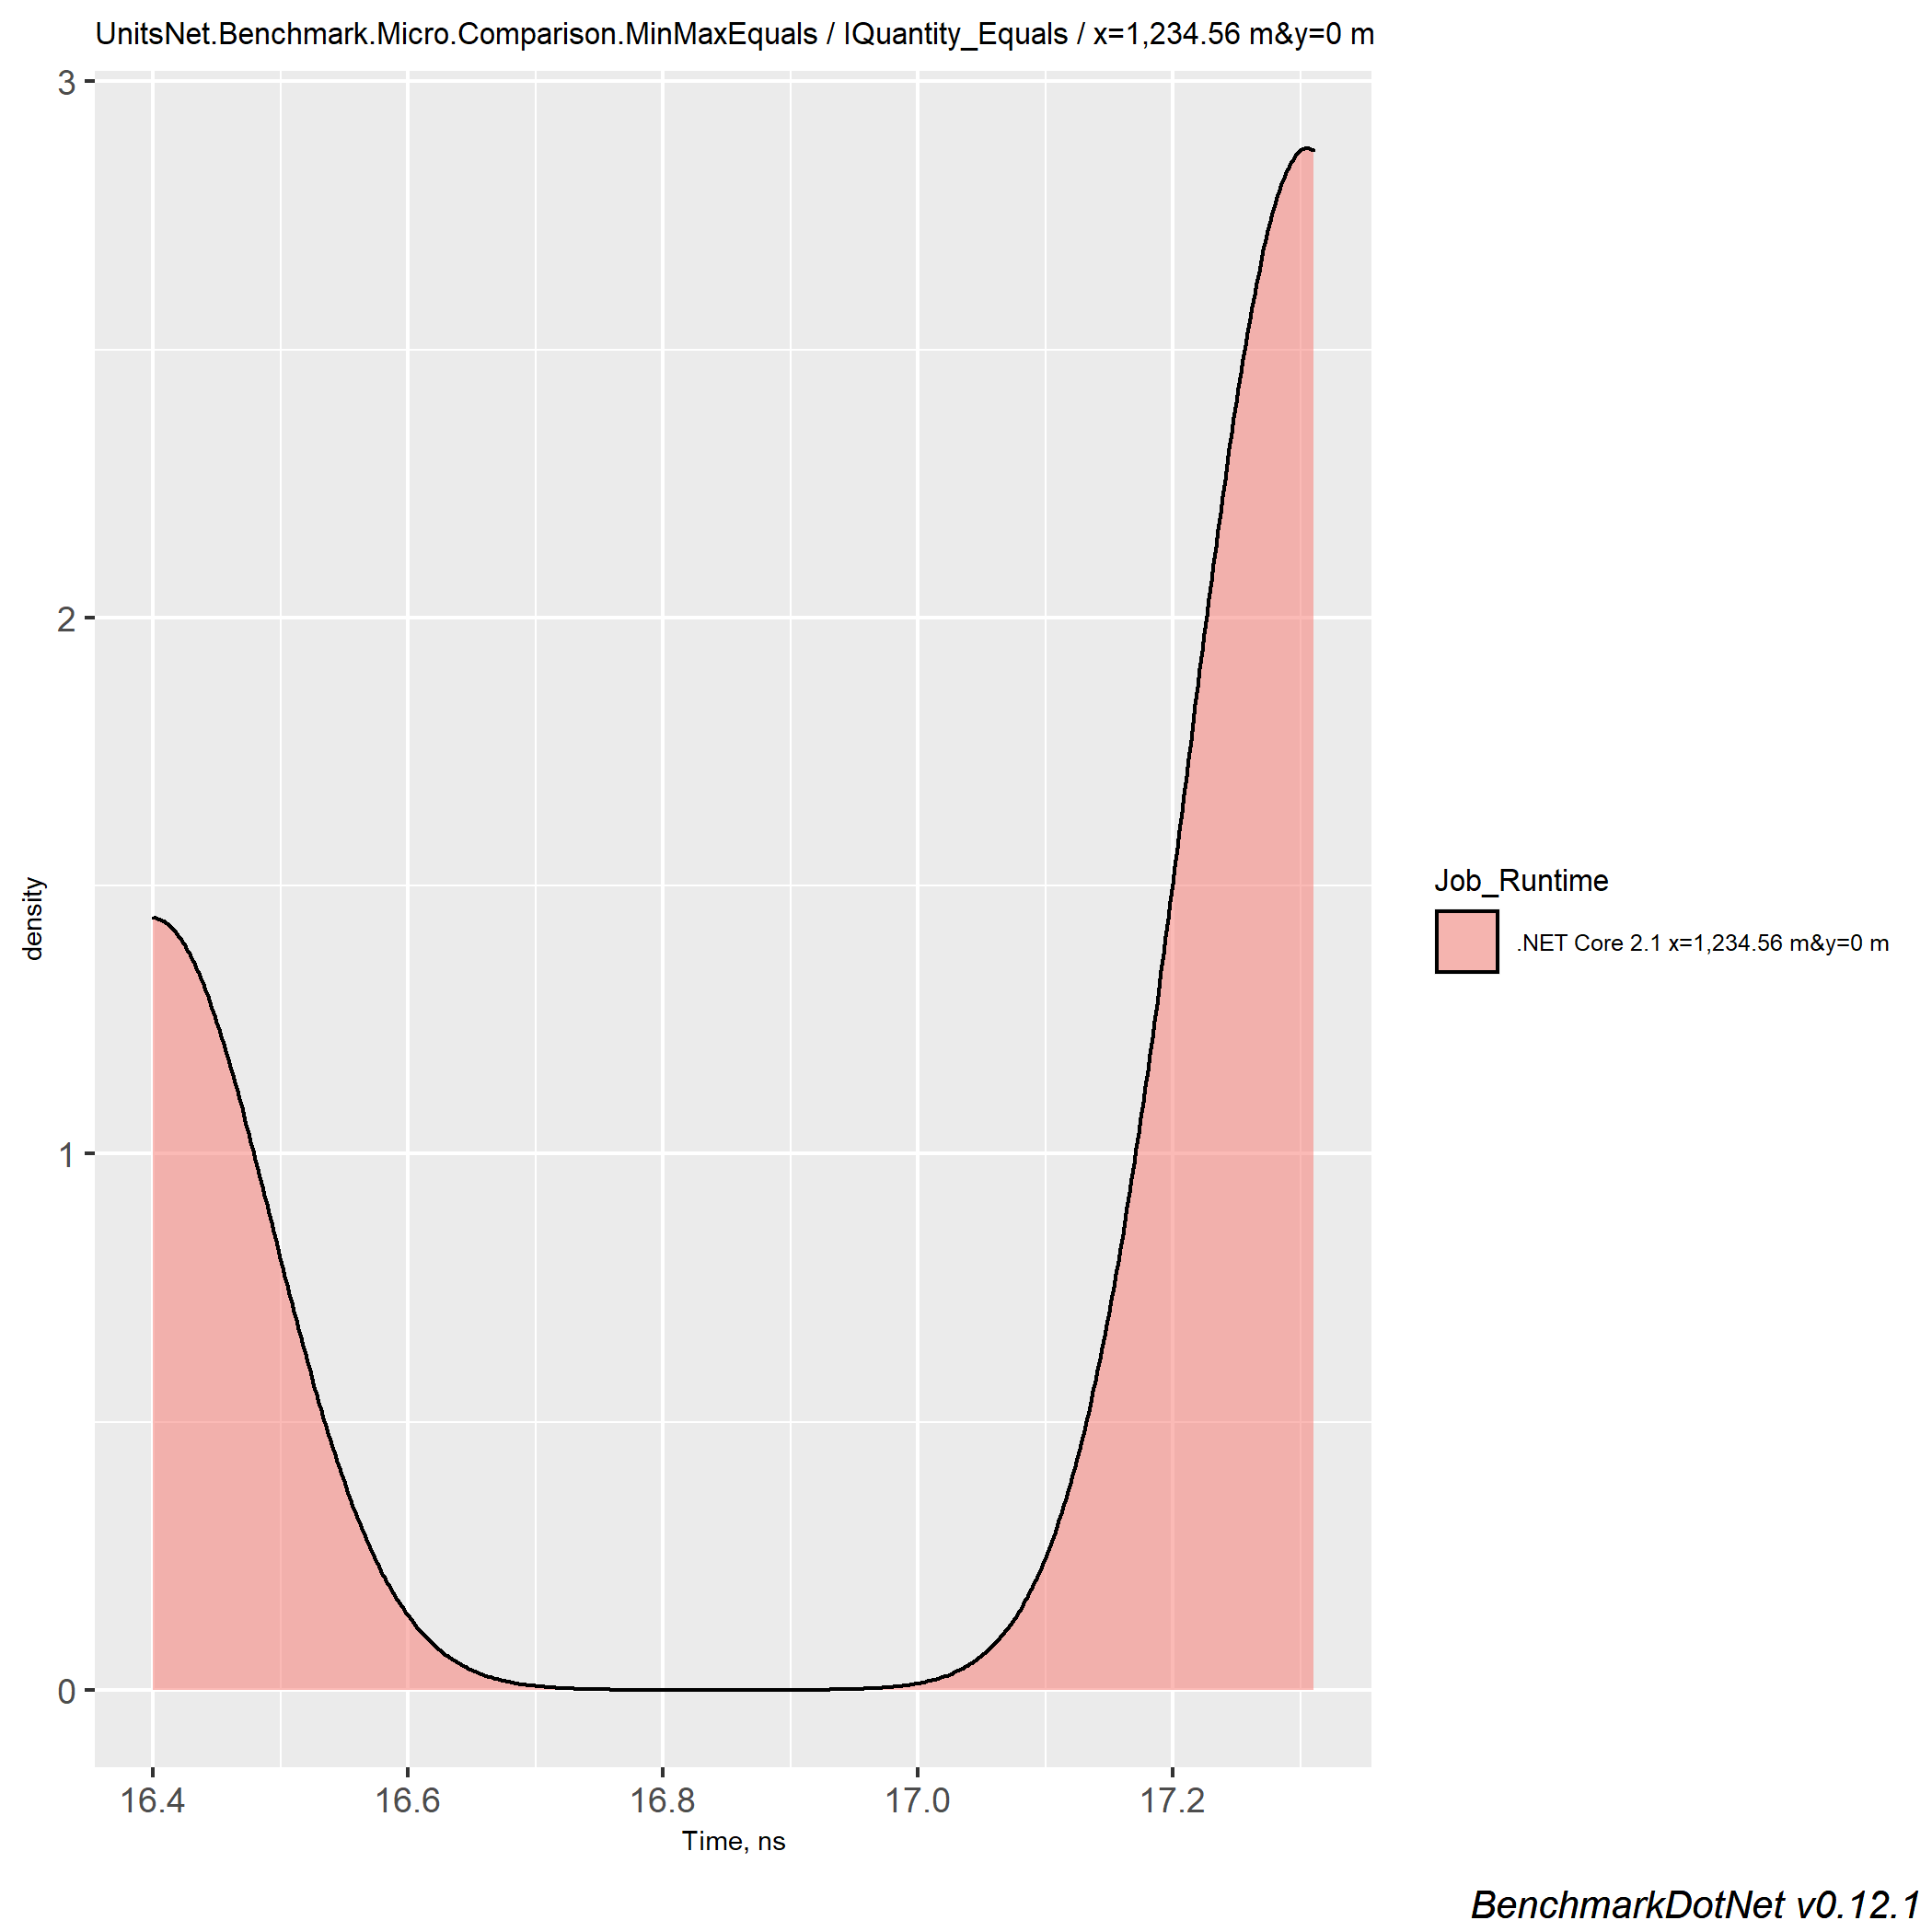 UnitsNet.Benchmark.Micro.Comparison.MinMaxEquals / IQuantity_Equals / x=1,234.56 m&y=0 m
3
2
1
0
density
16.4 16.6 16.8 17.0 17.2
Time, ns
Job_Runtime
.NET Core 2.1 x=1,234.56 m&y=0 m
BenchmarkDotNet v0.12.1